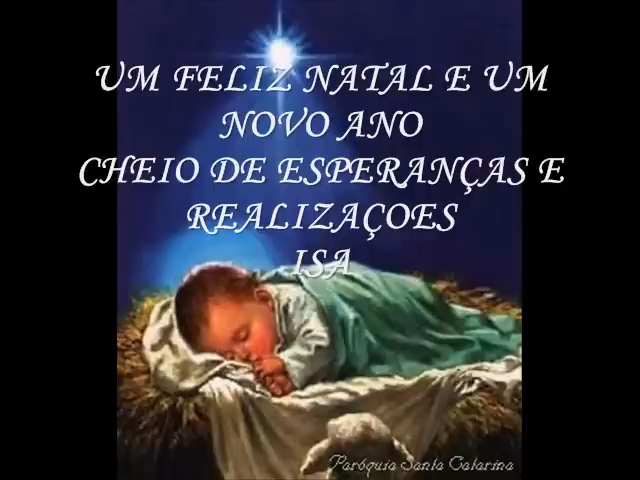 UM FELIZ NATAL E UM
NOVO ANO
CHEIO DE ESPERANÇAS E
REALIZAÇOES
ISA
Paróquia Santa Catarina